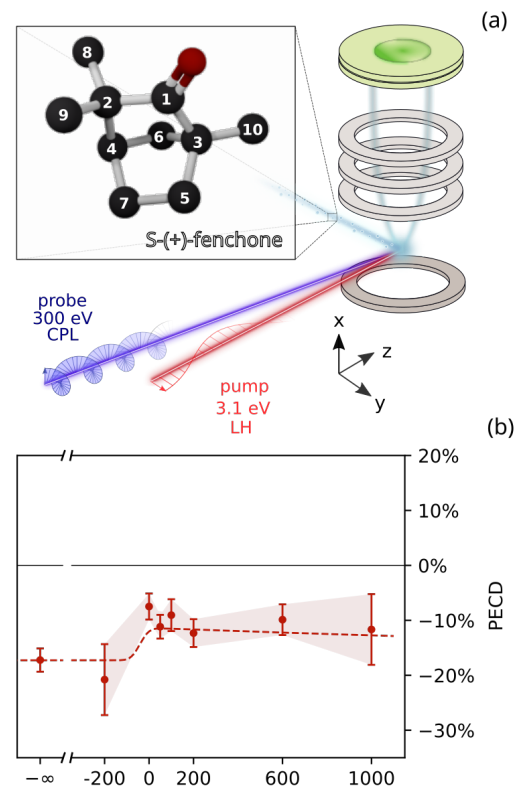 (a)
8
1
2
9
4
6
3
10
7
5
S-(+)-fenchone
probe
300 eV
CPL
pump
3.1 eV
LH
x
z
y
(b)
20%
10%
0%
−10%
−20%
−30%
PECD
−∞
-200
0
200
600
1000